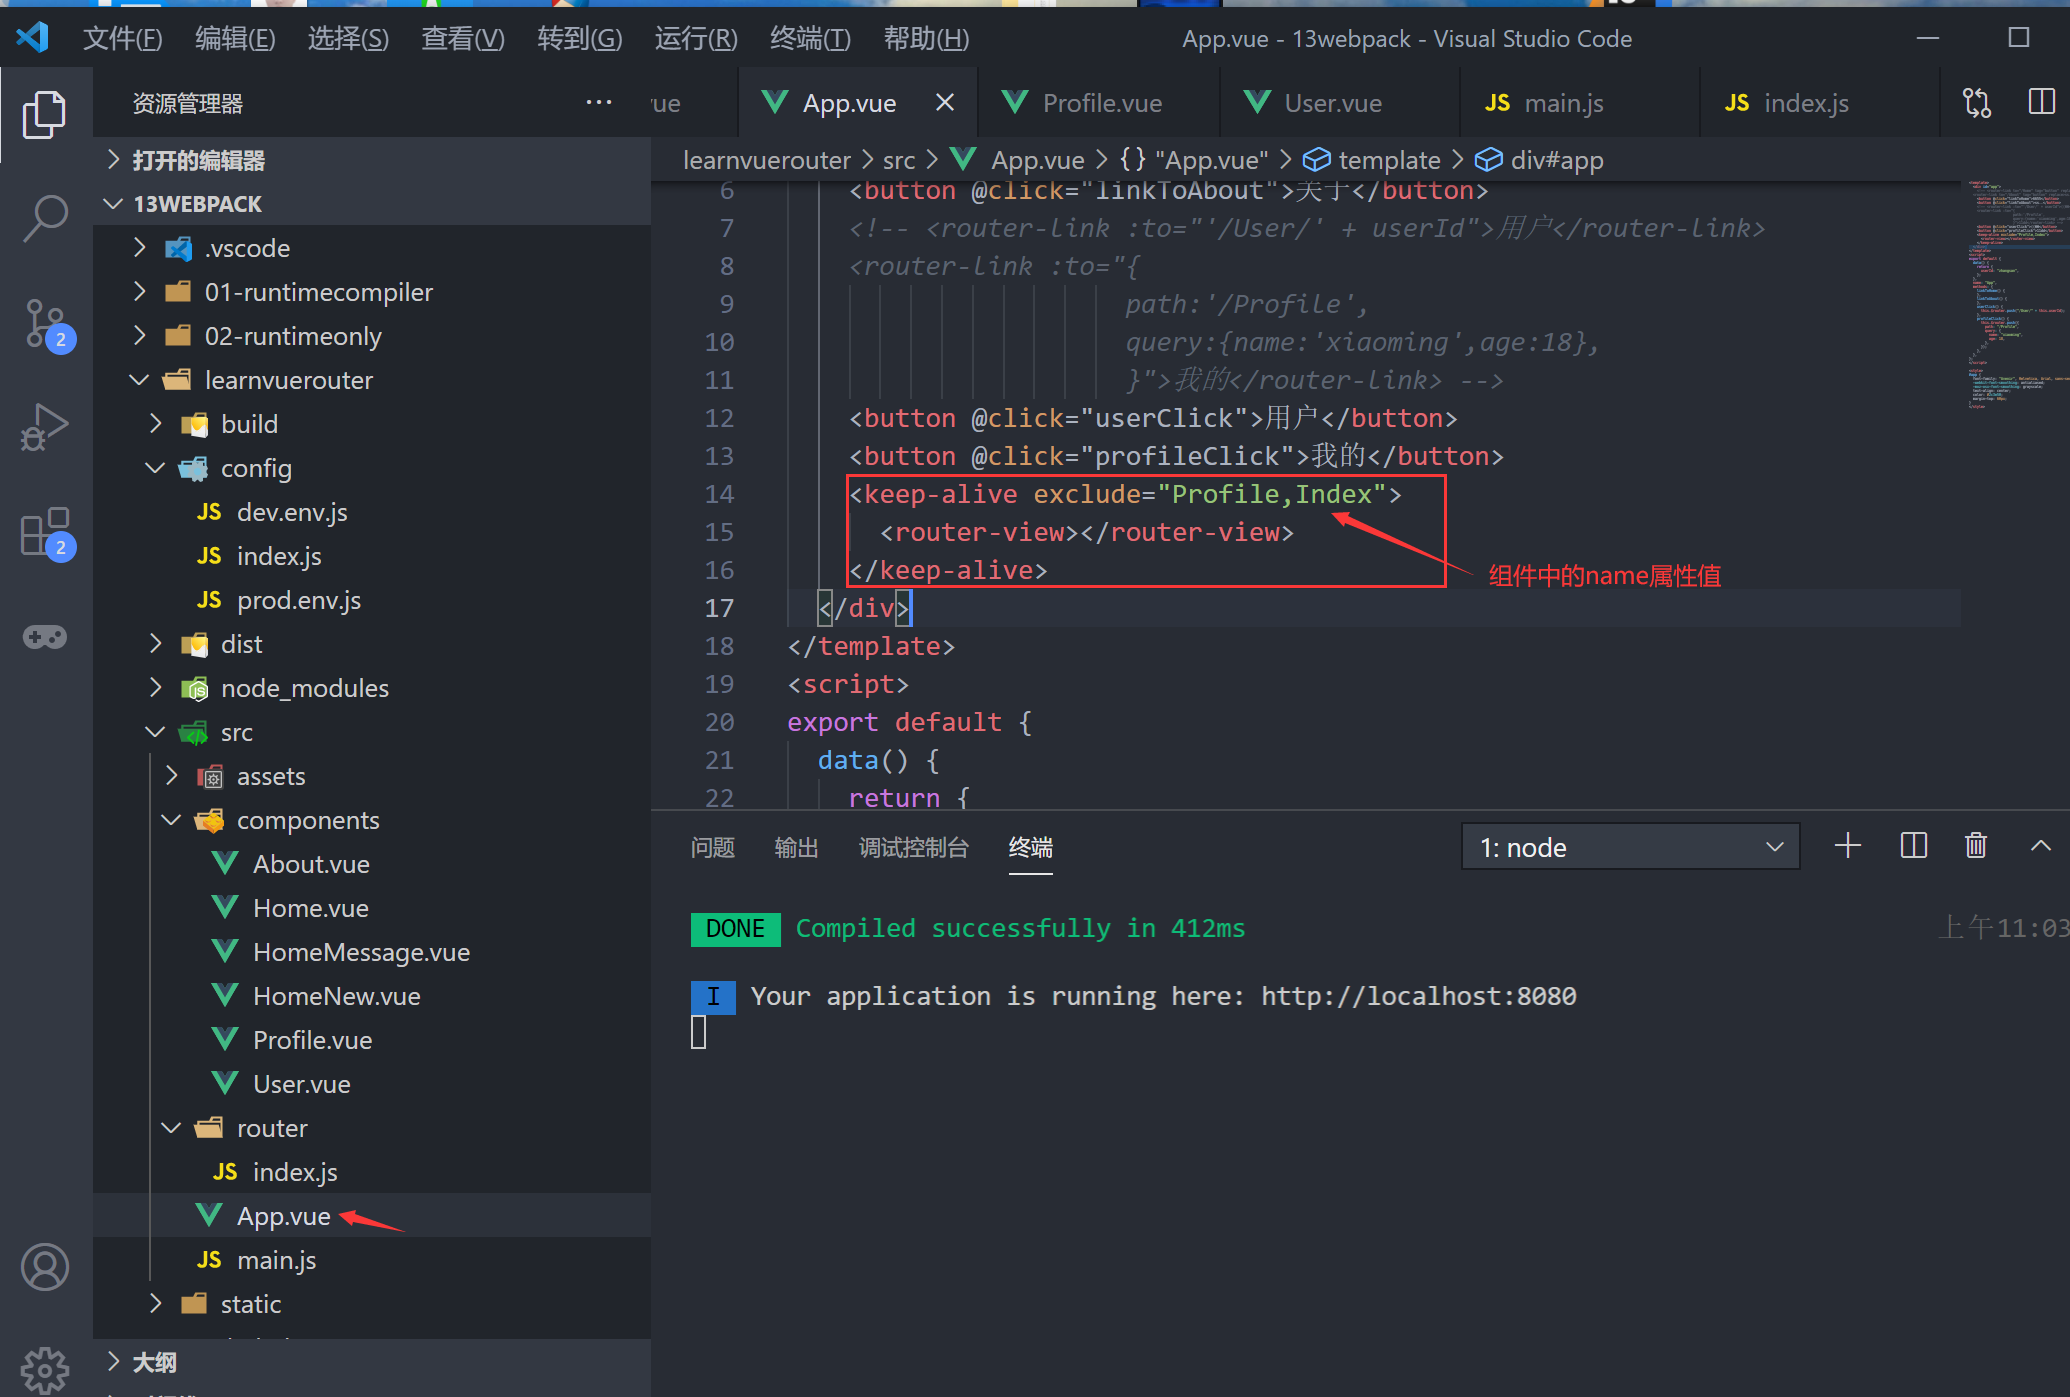 文件(F) 编辑(E) 选择(S) 查看(V) 转到(G) 运行(R) 终端(T) 帮助(H) App.vue - 13webpack - Visual Studio Code
资源管理器 ··· vue App.vue Profile.vue User.vue JS main.js JS index.js
打开的编辑器
learnvuerouter > src > App.vue > {} "App.vue" > template > div#app
13WEBPACK
.vscode
01-runtimecompiler
02-runtimeonly
learnvuerouter
build
config
JS dev.env.js
JS index.js
JS prod.env.js
dist
node_modules
src
assets
components
About.vue
Home.vue
HomeMessage.vue
HomeNew.vue
Profile.vue
User.vue
router
JS index.js
App.vue
JS main.js
static
大纲
2
2
6 <button @click="linkToAbout">关于</button>
7 <!-- <router-link :to="'/User/' + userId">用户</router-link>
8 <router-link :to="{
9 path:'/Profile',
10 query:{name:'xiaoming',age:18},
11 }">我的</router-link> -->
12 <button @click="userClick">用户</button>
13 <button @click="profileClick">我的</button>
14 <keep-alive exclude="Profile,Index">
15 <router-view></router-view>
16 </keep-alive>
组件中的name属性值
17 </div>
18 </template>
19 <script>
20 export default {
21 data() {
22 return {
问题 输出 调试控制台 终端 1: node
DONE Compiled successfully in 412ms 上午11:03
I Your application is running here: http://localhost:8080